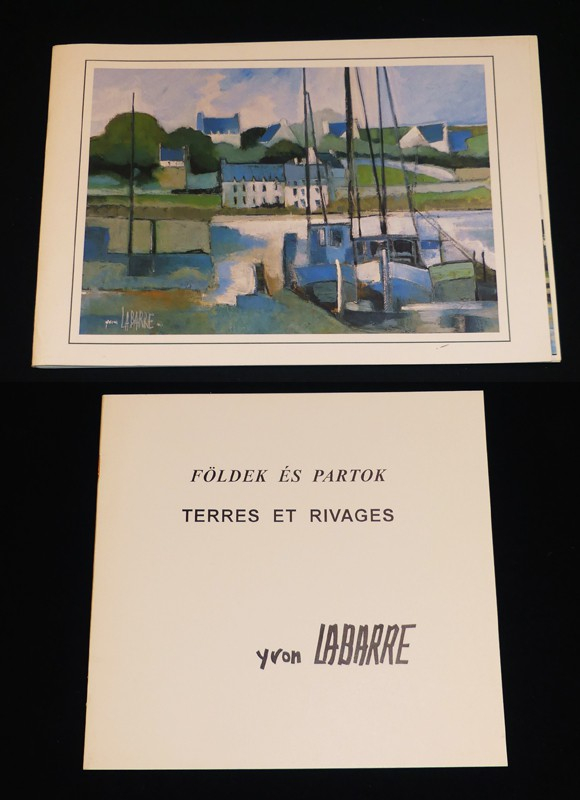 yvon LABARRE
FÖLDEK ÉS PARTOK
TERRES ET RIVAGES
yvon LABARRE